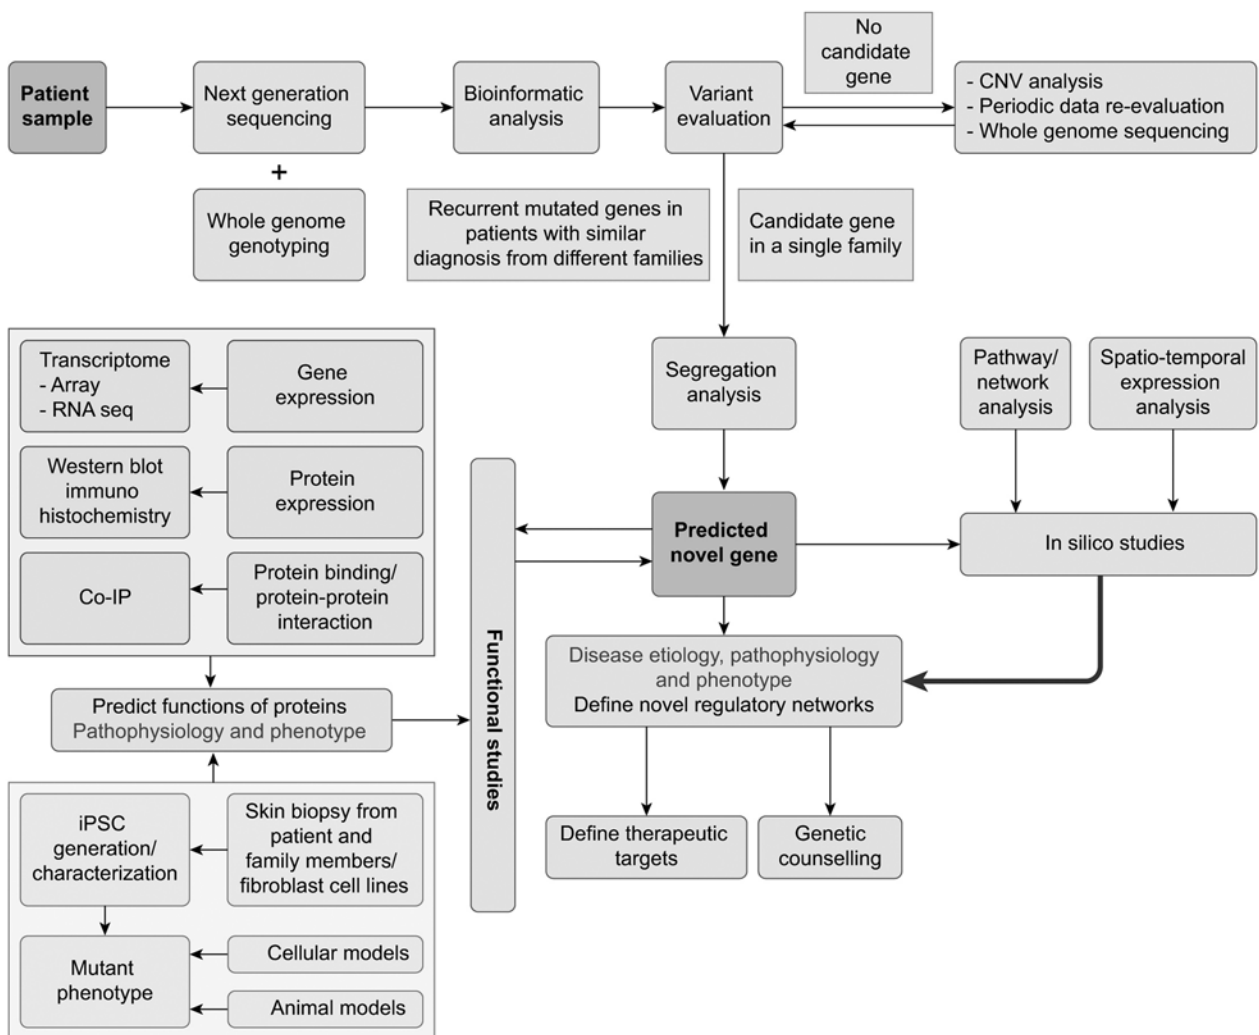 Patient
sample
Next generation
sequencing
+
Whole genome
genotyping
Bioinformatic
analysis
Variant
evaluation
No
candidate
gene
- CNV analysis
- Periodic data re-evaluation
- Whole genome sequencing
Recurrent mutated genes in
patients with similar
diagnosis from different families
Candidate gene
in a single family
Transcriptome
- Array
- RNA seq
Gene
expression
Western blot
immuno
histochemistry
Protein
expression
Co-IP
Protein binding/
protein-protein
interaction
Predict functions of proteins
Pathophysiology and phenotype
iPSC
generation/
characterization
Skin biopsy from
patient and
family members/
fibroblast cell lines
Mutant
phenotype
Cellular models
Animal models
Functional studies
Segregation
analysis
Predicted
novel gene
Pathway/
network
analysis
Spatio-temporal
expression
analysis
In silico studies
Disease etiology, pathophysiology
and phenotype
Define novel regulatory networks
Define therapeutic
targets
Genetic
counselling